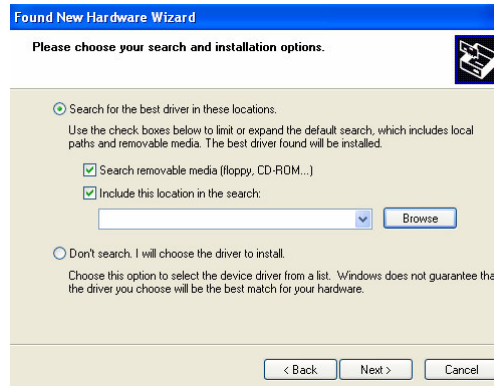 Found New Hardware Wizard
Please choose your search and installation options.
Search for the best driver in these locations.
Use the check boxes below to limit or expand the default search, which includes local
paths and removable media. The best driver found will be installed.
Search removable media (floppy, CD-ROM...)
Include this location in the search:
Browse
Don't search. I will choose the driver to install.
Choose this option to select the device driver from a list. Windows does not guarantee tha
the driver you choose will be the best match for your hardware.
< Back
Next >
Cancel